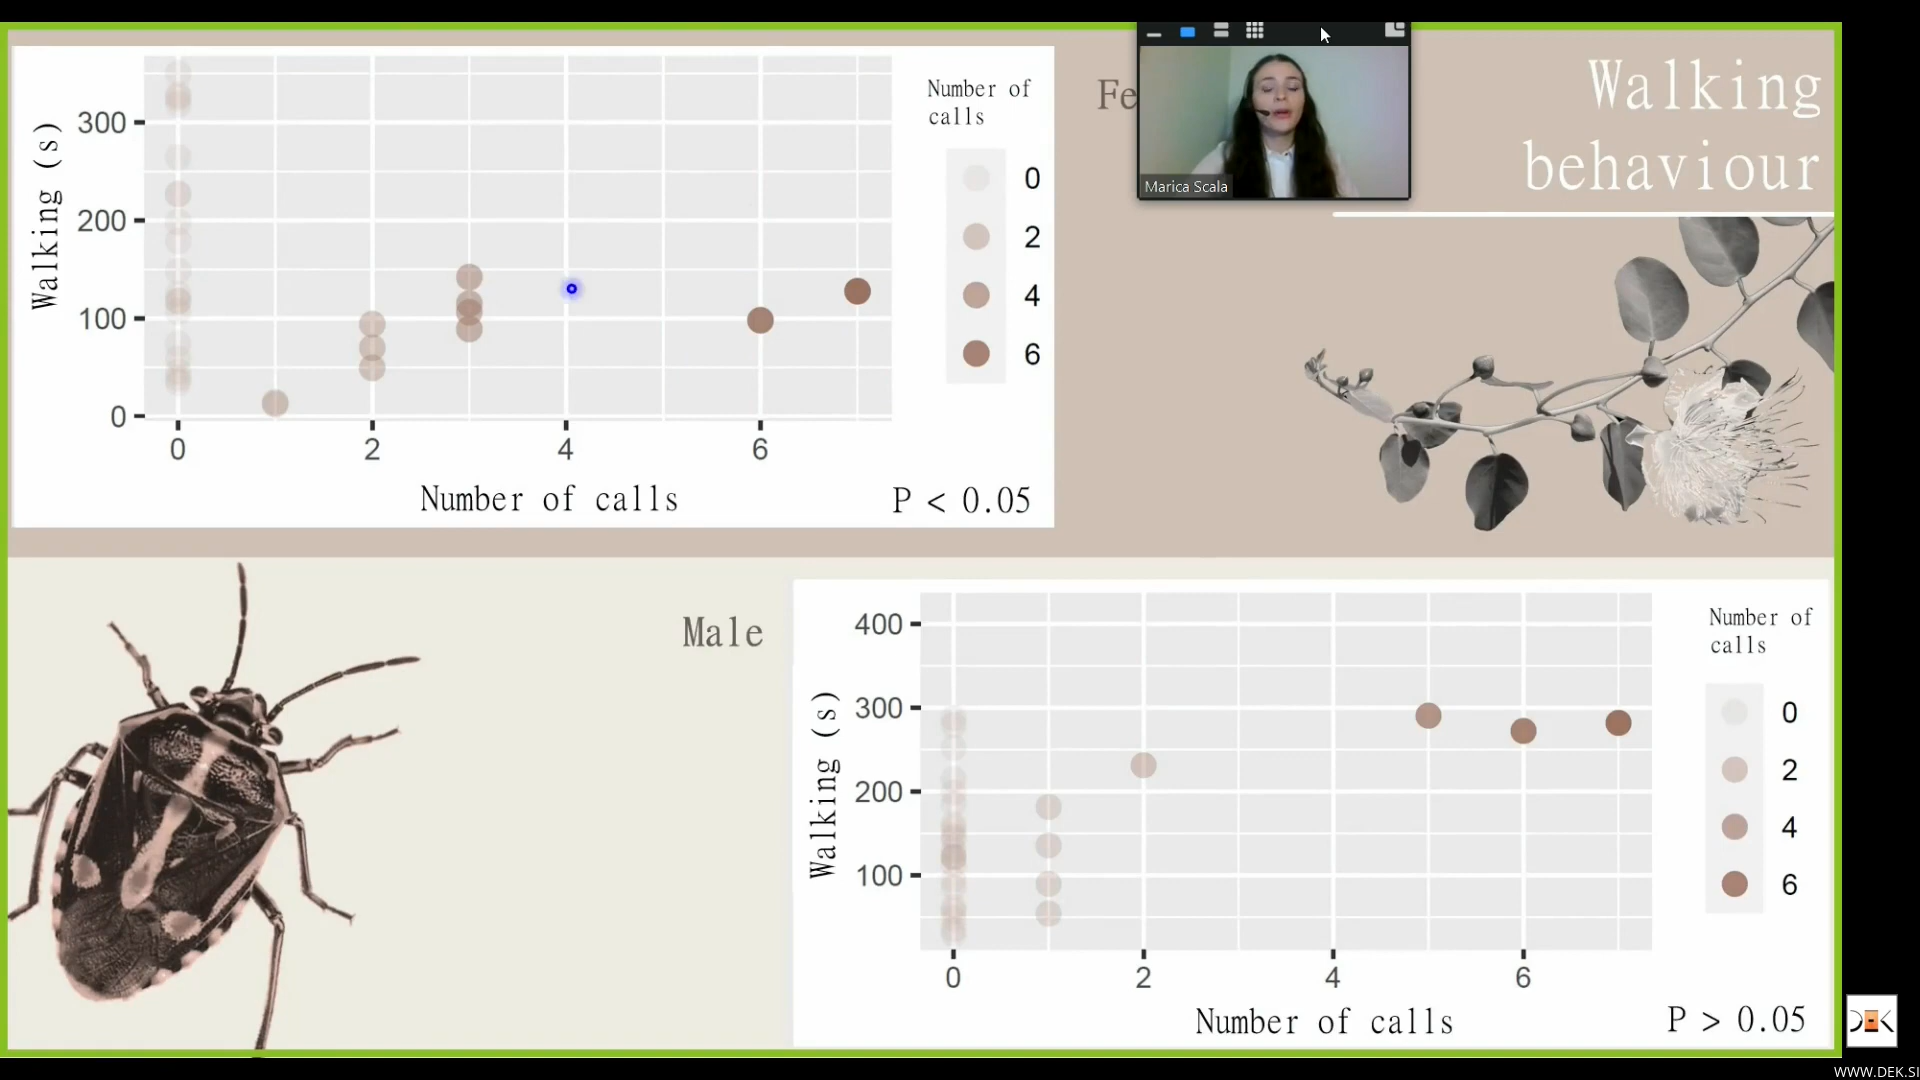 Walking
behaviour
Fe
Marica Scala
Number of
calls
0
2
4
6
Walking (s)
300
200
100
0
0 2 4 6
Number of calls
P < 0.05
Male
Number of
calls
0
2
4
6
Walking (s)
400
300
200
100
0 2 4 6
Number of calls
P > 0.05
WWW.DEK.SI